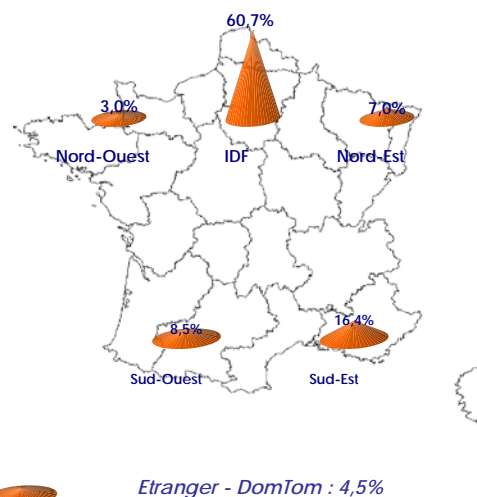 60,7%
3,0%
7,0%
Nord-Ouest
IDF
Nord-Est
8,5%
16,4%
Sud-Ouest
Sud-Est
Etranger - DomTom : 4,5%